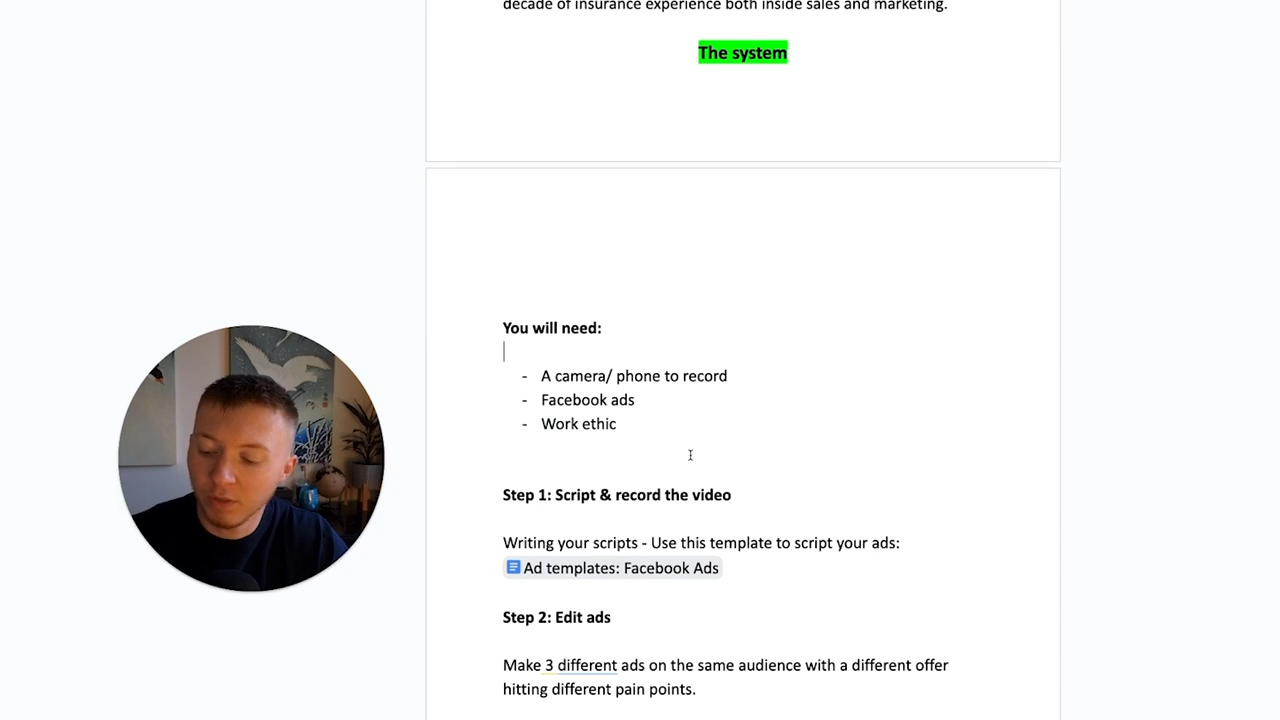 decade of insurance experience both inside sales and marketing.
The system
You will need:
- A camera/ phone to record
- Facebook ads
- Work ethic
Step 1: Script & record the video
Writing your scripts - Use this template to script your ads:
Ad templates: Facebook Ads
Step 2: Edit ads
Make 3 different ads on the same audience with a different offer
hitting different pain points.